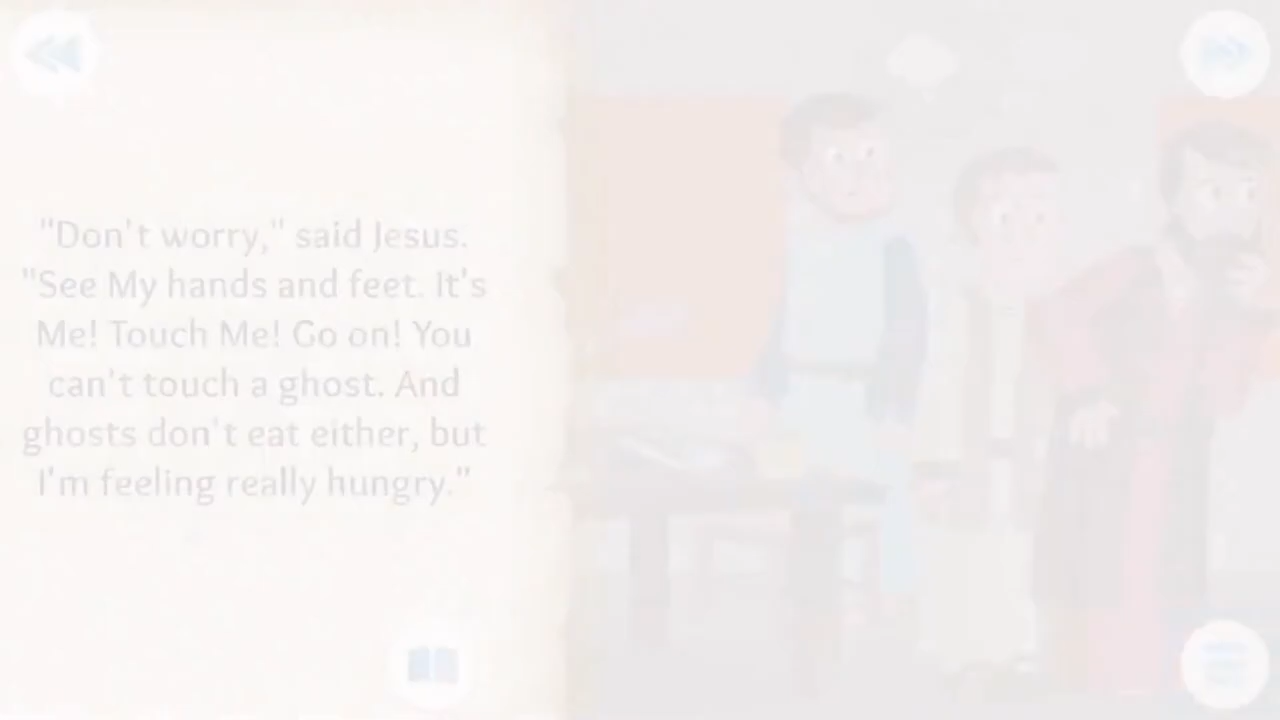 "Don't worry," said Jesus.
"See My hands and feet. It's
Me! Touch Me! Go on! You
can't touch a ghost. And
ghosts don't eat either, but
I'm feeling really hungry."